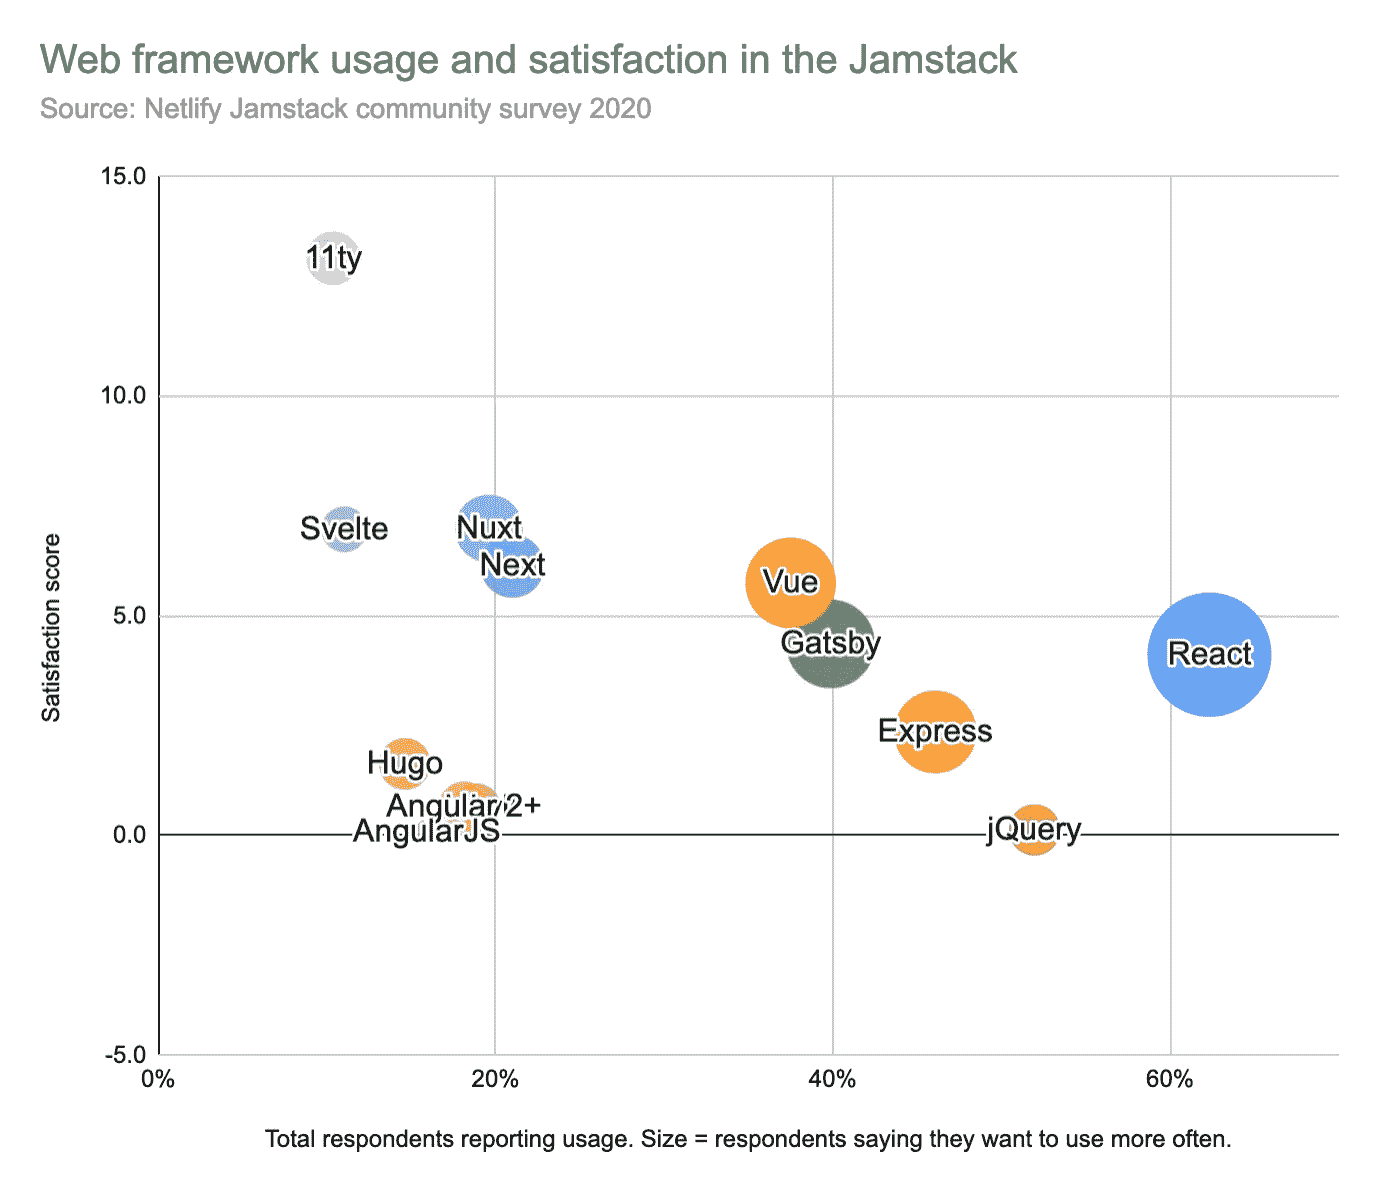 Web framework usage and satisfaction in the Jamstack
Source: Netlify Jamstack community survey 2020
15.0
11ty
10.0
Svelte
Nuxt
Next
Vue
Satisfaction score
5.0
Gatsby
React
Express
Hugo
Angular/2+
AngularJS
jQuery
0.0
-5.0
0%
20%
40%
60%
Total respondents reporting usage. Size = respondents saying they want to use more often.